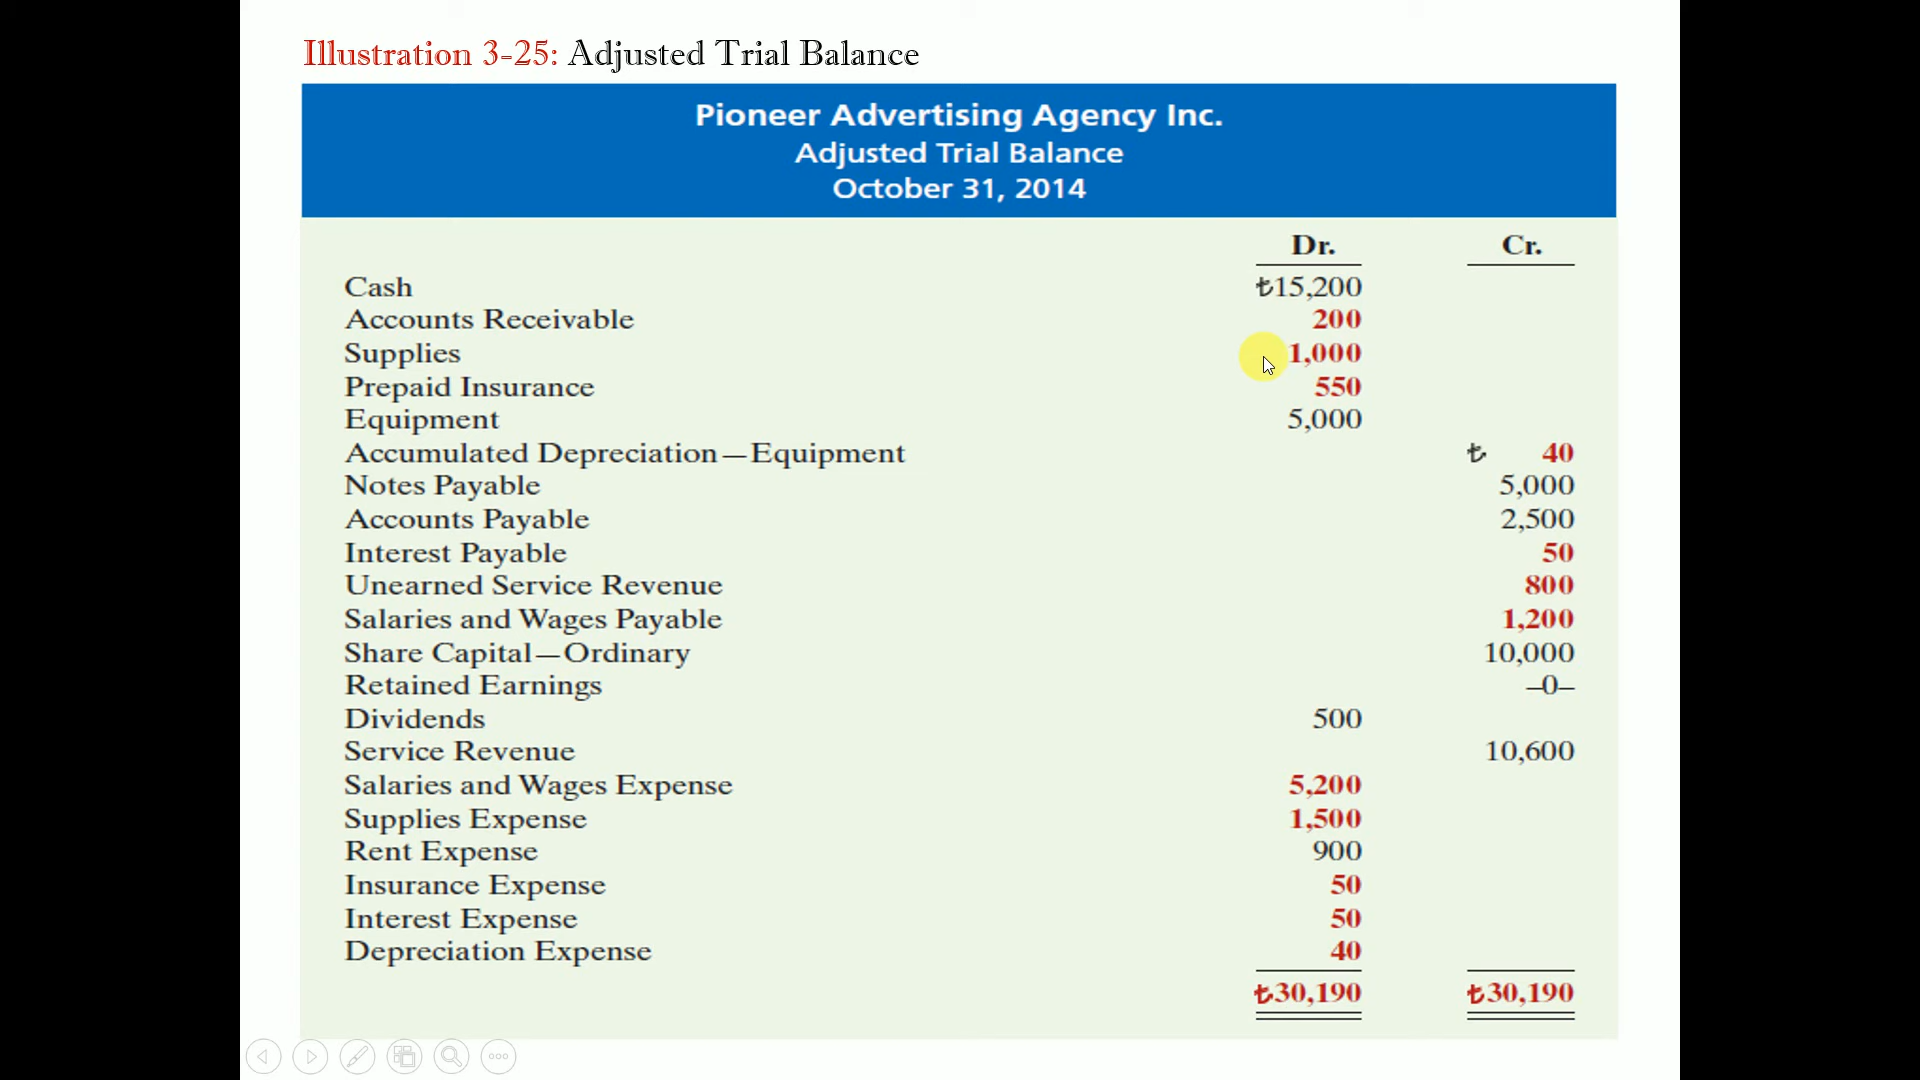 Illustration 3-25: Adjusted Trial Balance
Pioneer Advertising Agency Inc.
Adjusted Trial Balance
October 31, 2014
Dr. Cr.
Cash ₺15,200
Accounts Receivable 200
Supplies 1,000
Prepaid Insurance 550
Equipment 5,000
Accumulated Depreciation—Equipment ₺ 40
Notes Payable 5,000
Accounts Payable 2,500
Interest Payable 50
Unearned Service Revenue 800
Salaries and Wages Payable 1,200
Share Capital—Ordinary 10,000
Retained Earnings –0–
Dividends 500
Service Revenue 10,600
Salaries and Wages Expense 5,200
Supplies Expense 1,500
Rent Expense 900
Insurance Expense 50
Interest Expense 50
Depreciation Expense 40
₺30,190 ₺30,190